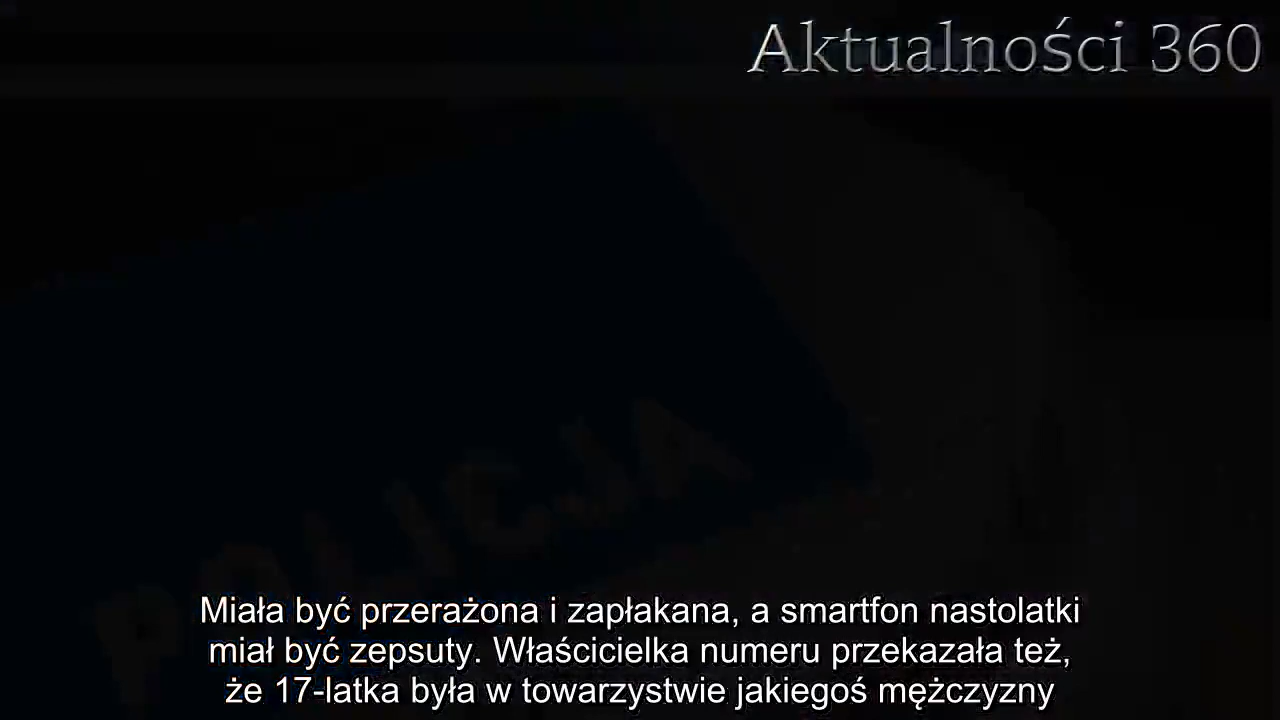 Aktualności 360
POLICJA
Miała być przerażona i zapłakana, a smartfon nastolatki
miał być zepsuty. Właścicielka numeru przekazała też,
że 17-latka była w towarzystwie jakiegoś mężczyzny